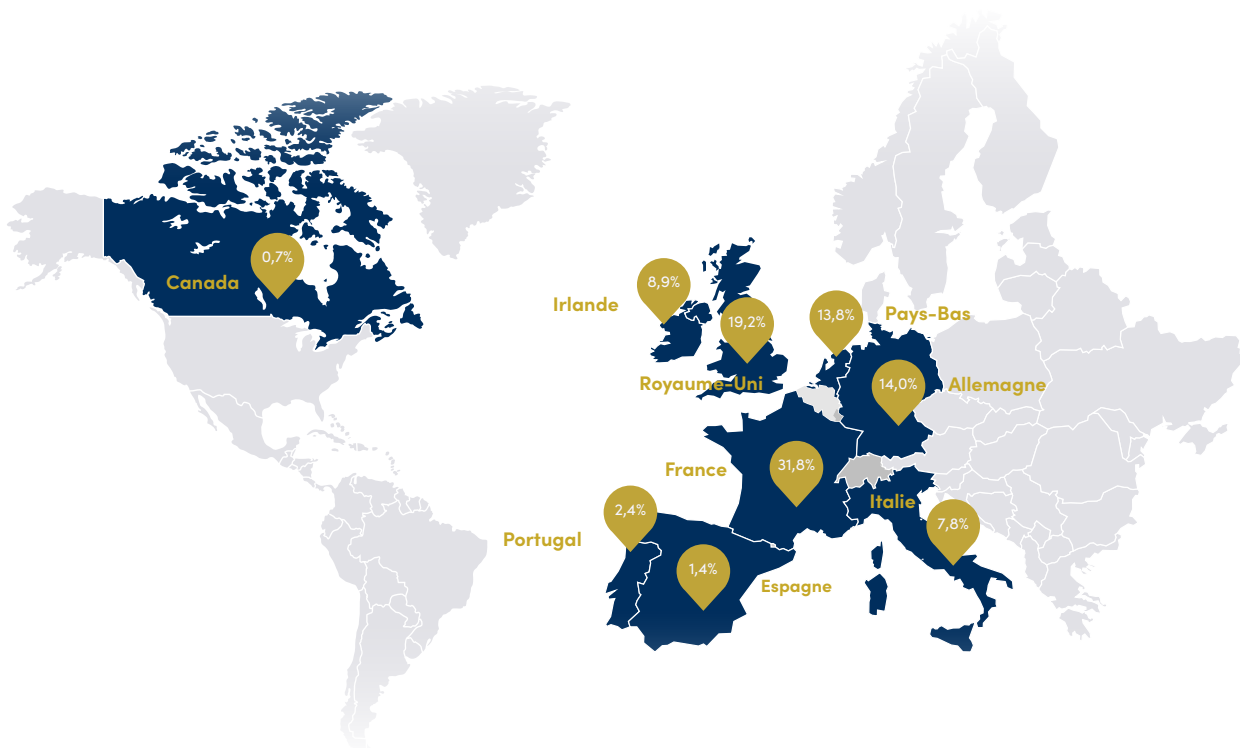 0,7%
Canada
8,9%
Irlande
19,2%
Royaume-Uni
13,8%
Pays-Bas
14,0%
Allemagne
31,8%
France
Italie
7,8%
2,4%
Portugal
1,4%
Espagne